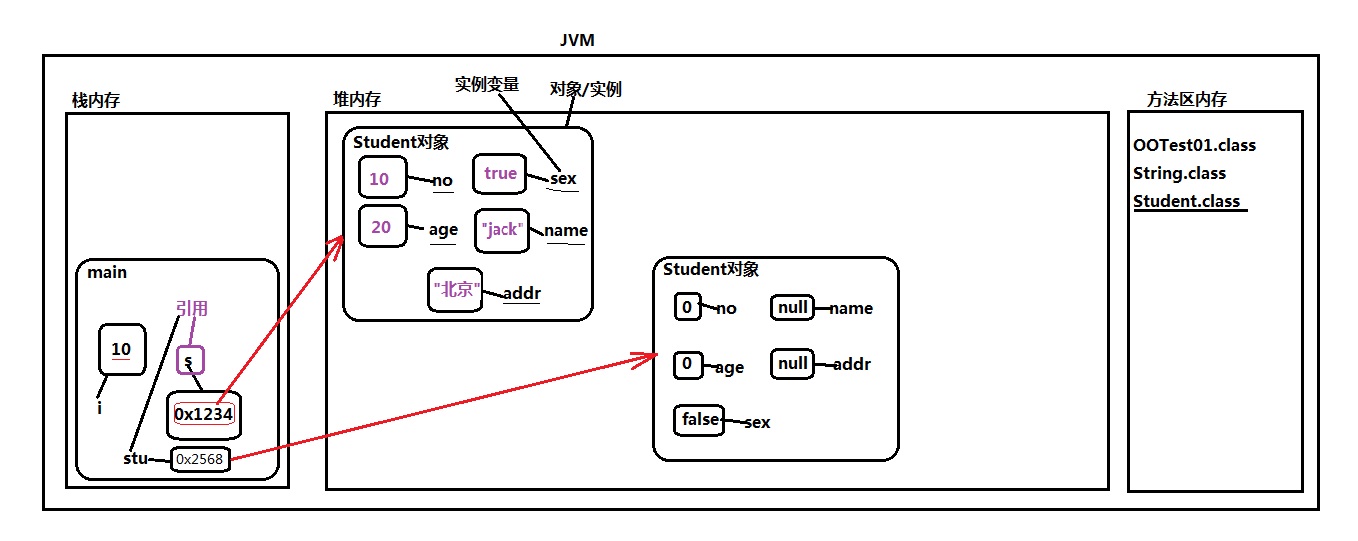 JVM
栈内存
main
引用
10
s
i
0x1234
stu
0x2568
堆内存
实例变量
对象/实例
Student对象
10
no
true
sex
20
age
"jack"
name
"北京"
addr
Student对象
0
no
null
name
0
age
null
addr
false
sex
方法区内存
OOTest01.class
String.class
Student.class